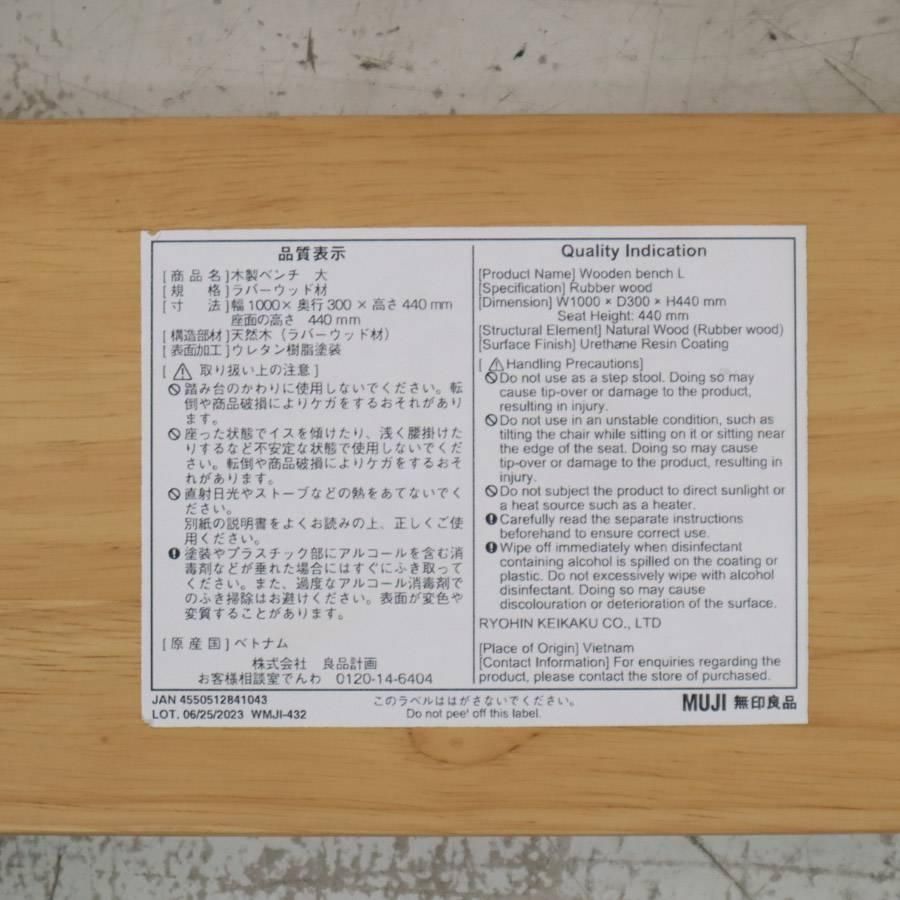 品質表示
[ 商 品 名 ] 木製ベンチ　大
[ 規　　格 ] ラバーウッド材
[ 寸　　法 ] 幅 1000 × 奥行 300 × 高さ 440 mm
座面の高さ　440 mm
[ 構造部材 ] 天然木（ラバーウッド材）
[ 表面加工 ] ウレタン樹脂塗装
[ ⚠ 取り扱い上の注意 ]
🚫踏み台のかわりに使用しないでください。転
倒や商品破損によりケガをするおそれがあり
ます。
🚫座った状態でイスを傾けたり、浅く腰掛けた
りするなど不安定な状態で使用しないでくだ
さい。転倒や商品破損によりケガをするおそ
れがあります。
🚫直射日光やストーブなどの熱をあてないでく
ださい。
別紙の説明書をよくお読みの上、正しくご使
用ください。
❗塗装やプラスチック部にアルコールを含む消
毒剤などが垂れた場合にはすぐにふき取って
ください。また、過度なアルコール消毒剤で
のふき掃除はお避けください。表面が変色や
変質することがあります。
[ 原 産 国 ] ベトナム
株式会社　良品計画
お客様相談室でんわ　0120-14-6404
Quality Indication
[Product Name] Wooden bench L
[Specification] Rubber wood
[Dimension] W1000 × D300 × H440 mm
Seat Height: 440 mm
[Structural Element] Natural Wood (Rubber wood)
[Surface Finish] Urethane Resin Coating
[ ⚠Handling Precautions]
🚫Do not use as a step stool. Doing so may
cause tip-over or damage to the product,
resulting in injury.
🚫Do not use in an unstable condition, such as
tilting the chair while sitting on it or sitting near
the edge of the seat. Doing so may cause
tip-over or damage to the product, resulting in
injury.
🚫Do not subject the product to direct sunlight or
a heat source such as a heater.
❗Carefully read the separate instructions
beforehand to ensure correct use.
❗Wipe off immediately when disinfectant
containing alcohol is spilled on the coating or
plastic. Do not excessively wipe with alcohol
disinfectant. Doing so may cause
discolouration or deterioration of the surface.
RYOHIN KEIKAKU CO., LTD
[Place of Origin] Vietnam
[Contact Information] For enquiries regarding the
product, please contact the store of purchased.
JAN 4550512841043
LOT. 06/25/2023 WMJI-432
このラベルははがさないでください。
Do not peel off this label.
MUJI 無印良品